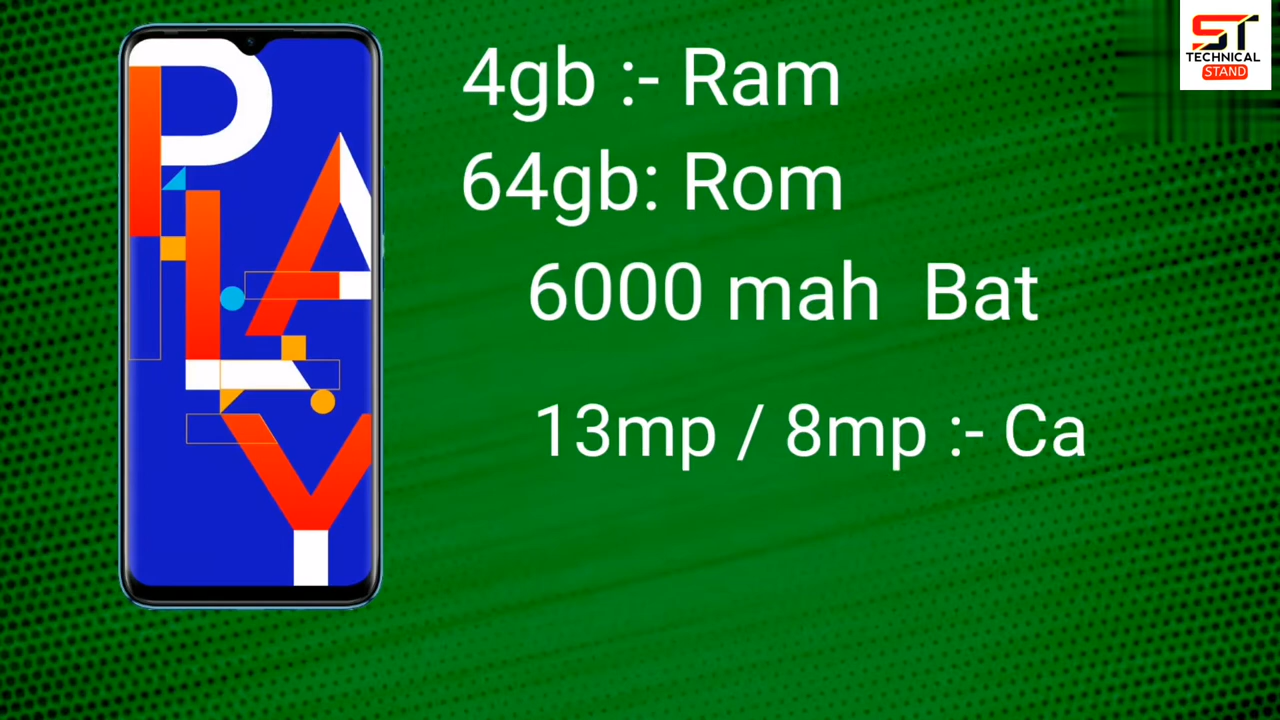 PLAY
4gb :- Ram
64gb: Rom
6000 mah Bat
13mp / 8mp :- Ca
ST
TECHNICAL
STAND